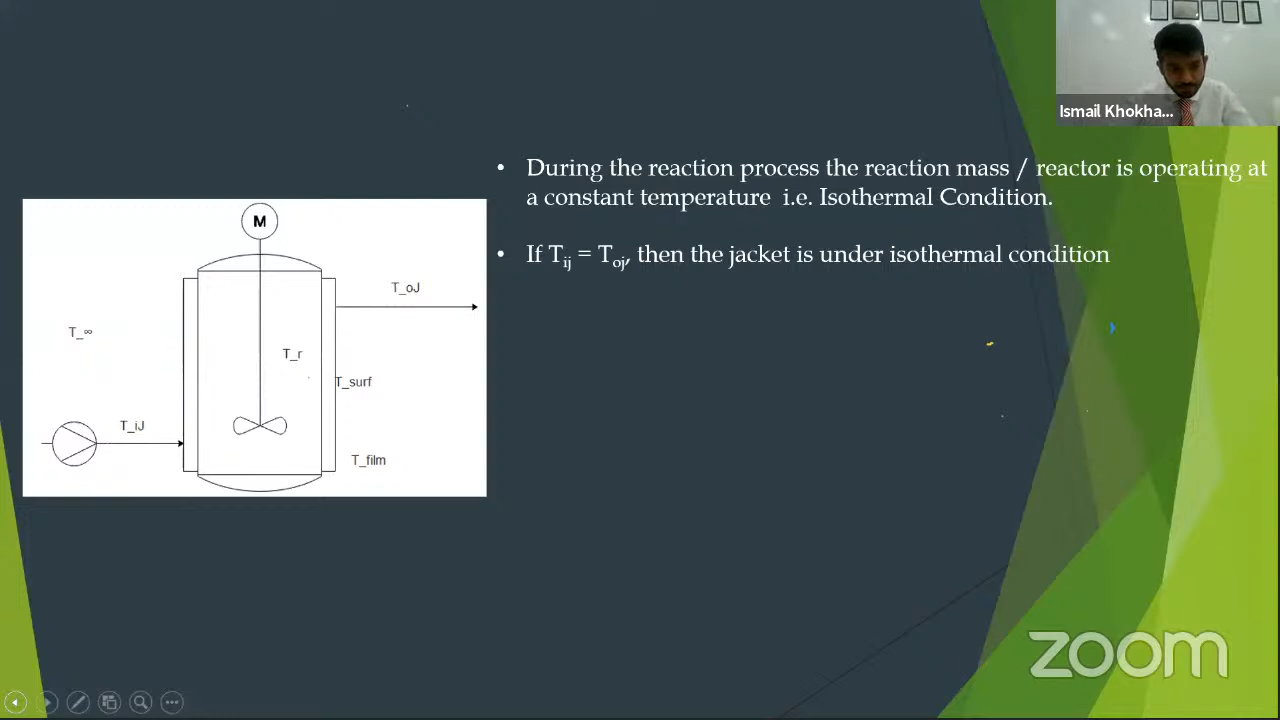 Ismail Khokha...
• During the reaction process the reaction mass / reactor is operating at
a constant temperature i.e. Isothermal Condition.
• If Tij = Toj, then the jacket is under isothermal condition
M
T_oJ
T_∞
T_r
T_surf
T_iJ
T_film
zoom